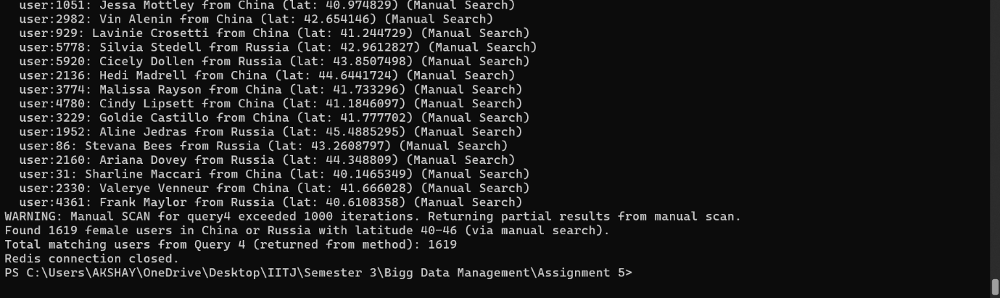 user:1051: Jessa Mottley from China (lat: 40.974829) (Manual Search)
user:2982: Vin Alenin from China (lat: 42.654146) (Manual Search)
user:929: Lavinie Crosetti from China (lat: 41.244729) (Manual Search)
user:5778: Silvia Stedell from Russia (lat: 42.9612827) (Manual Search)
user:5920: Cicely Dollen from Russia (lat: 43.8507498) (Manual Search)
user:2136: Hedi Madrell from China (lat: 44.6441724) (Manual Search)
user:3774: Malissa Rayson from China (lat: 41.733296) (Manual Search)
user:4780: Cindy Lipsett from China (lat: 41.1846097) (Manual Search)
user:3229: Goldie Castillo from China (lat: 41.777702) (Manual Search)
user:1952: Aline Jedras from Russia (lat: 45.4885295) (Manual Search)
user:86: Stevana Bees from Russia (lat: 43.2608797) (Manual Search)
user:2160: Ariana Dovey from Russia (lat: 44.348809) (Manual Search)
user:31: Sharline Maccari from China (lat: 40.1465349) (Manual Search)
user:2330: Valerye Venneur from China (lat: 41.666028) (Manual Search)
user:4361: Frank Maylor from Russia (lat: 40.6108358) (Manual Search)
WARNING: Manual SCAN for query4 exceeded 1000 iterations. Returning partial results from manual scan.
Found 1619 female users in China or Russia with latitude 40-46 (via manual search).
Total matching users from Query 4 (returned from method): 1619
Redis connection closed.
PS C:\Users\AKSHAY\OneDrive\Desktop\IITJ\Semester 3\Bigg Data Management\Assignment 5>